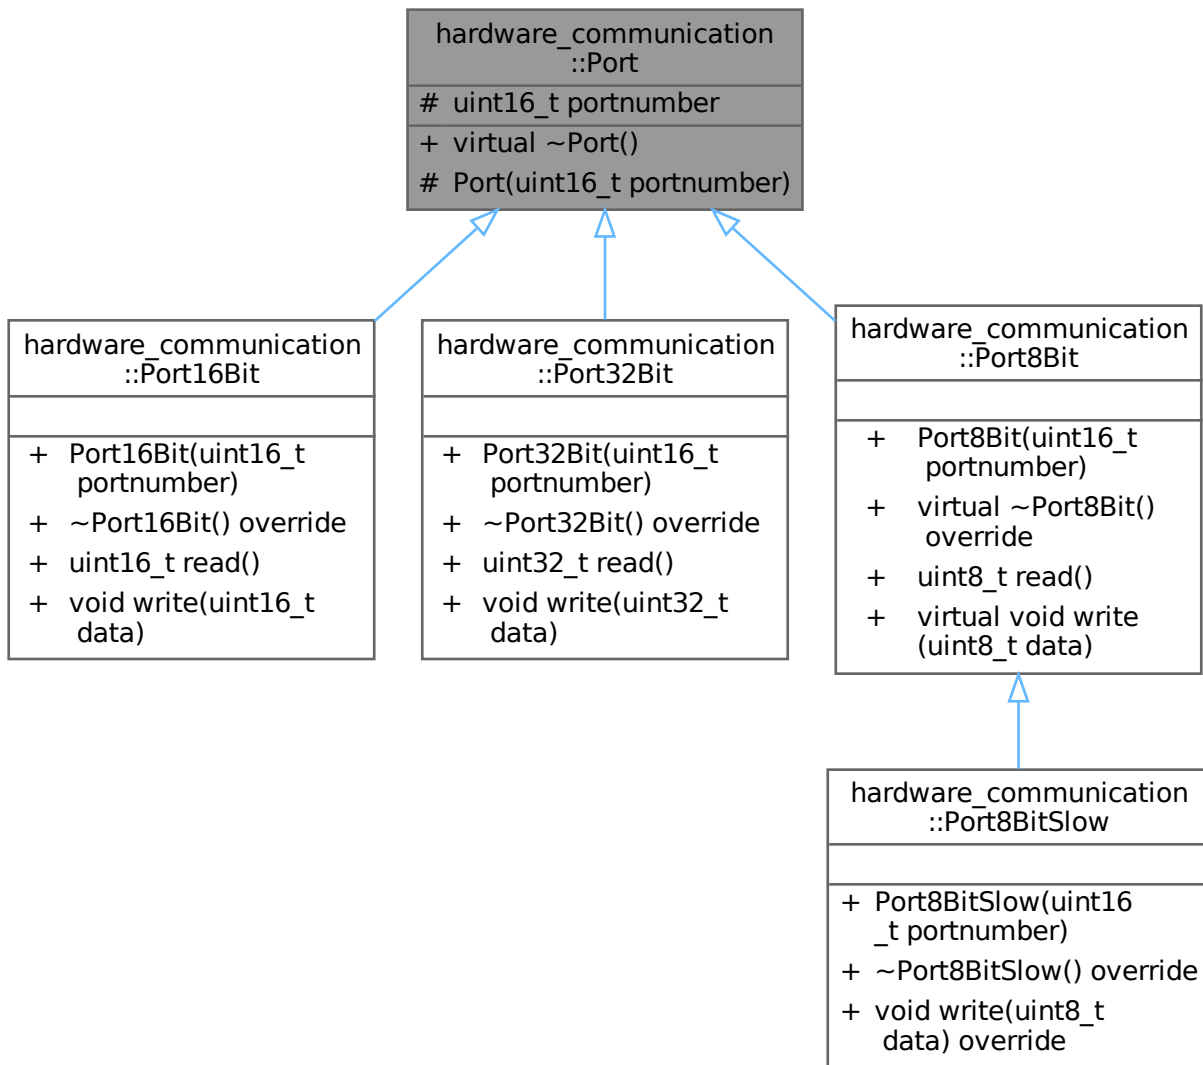 hardware_communication
::Port
# uint16_t portnumber
+ virtual ~Port()
# Port(uint16_t portnumber)
hardware_communication
::Port16Bit
+ Port16Bit(uint16_t
portnumber)
+ ~Port16Bit() override
+ uint16_t read()
+ void write(uint16_t
data)
hardware_communication
::Port32Bit
+ Port32Bit(uint16_t
portnumber)
+ ~Port32Bit() override
+ uint32_t read()
+ void write(uint32_t
data)
hardware_communication
::Port8Bit
+ Port8Bit(uint16_t
portnumber)
+ virtual ~Port8Bit()
override
+ uint8_t read()
+ virtual void write
(uint8_t data)
hardware_communication
::Port8BitSlow
+ Port8BitSlow(uint16
_t portnumber)
+ ~Port8BitSlow() override
+ void write(uint8_t
data) override